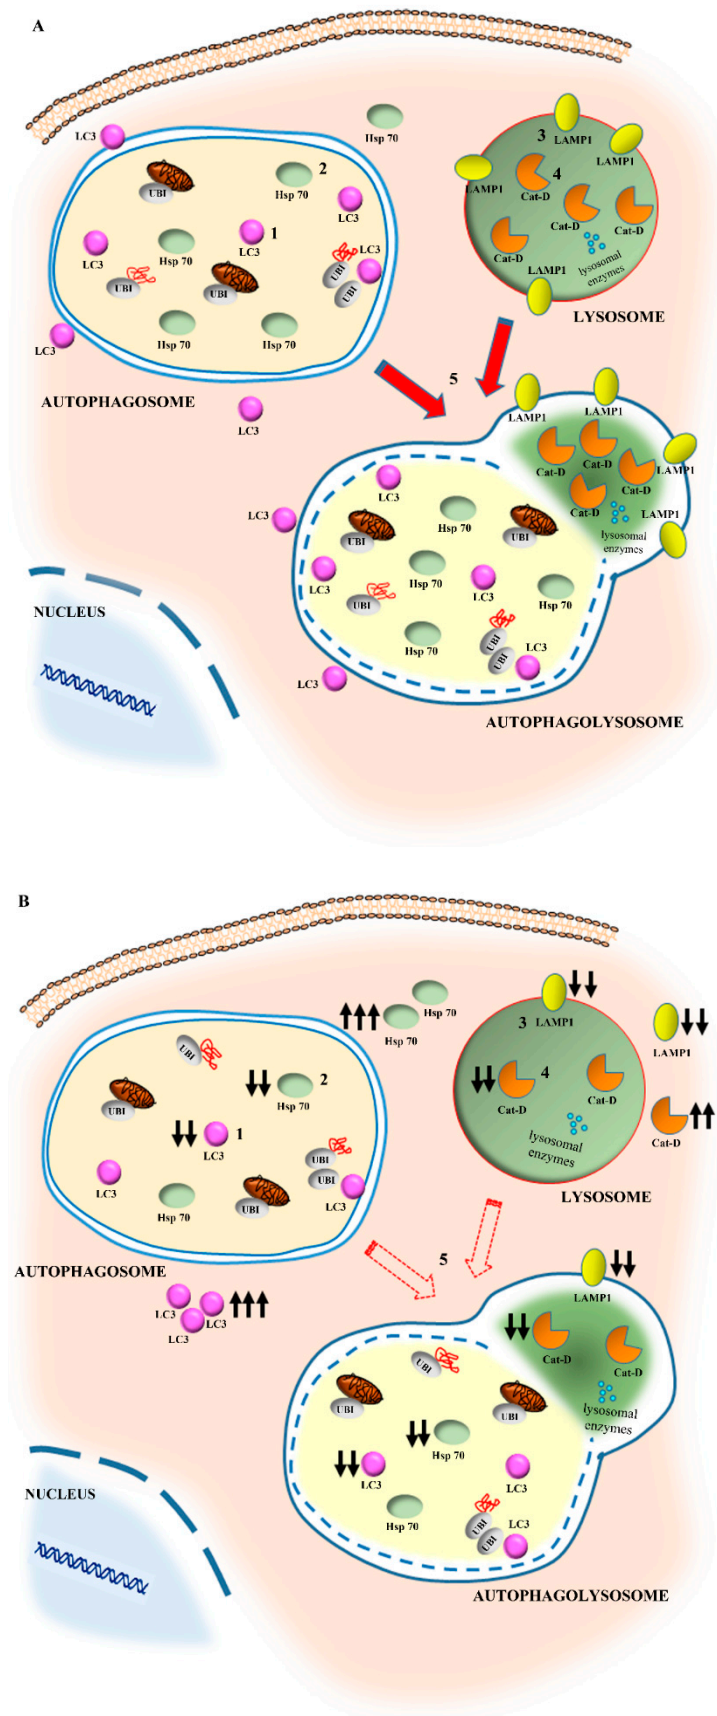 A
LC3
Hsp 70
3
LAMP1
LAMP1
UBI
2
Hsp 70
LC3
4
LAMP1
Cat-D
Cat-D
Cat-D
1
LC3
LC3
Hsp 70
LC3
UBI
UBI
UBI
UBI
Cat-D
lysosomal
enzymes
LAMP1
Hsp 70
Hsp 70
LYSOSOME
LC3
5
AUTOPHAGOSOME
LC3
LAMP1
LAMP1
Cat-D
Cat-D
Cat-D
LAMP1
LC3
Cat-D
LAMP1
LC3
Hsp 70
UBI
UBI
lysosomal
enzymes
LC3
Hsp 70
LC3
Hsp 70
UBI
NUCLEUS
Hsp 70
UBI
UBI
LC3
LC3
AUTOPHAGOLYSOSOME
B
Hsp 70
Hsp 70
3
LAMP1
LAMP1
UBI
2
Hsp 70
4
Cat-D
Cat-D
Cat-D
UBI
1
LC3
lysosomal
enzymes
UBI
UBI
LC3
Hsp 70
UBI
LC3
LYSOSOME
5
AUTOPHAGOSOME
LC3
LC3
LC3
LAMP1
Cat-D
Cat-D
UBI
UBI
UBI
lysosomal
enzymes
Hsp 70
LC3
LC3
NUCLEUS
Hsp 70
UBI
UBI
LC3
AUTOPHAGOLYSOSOME